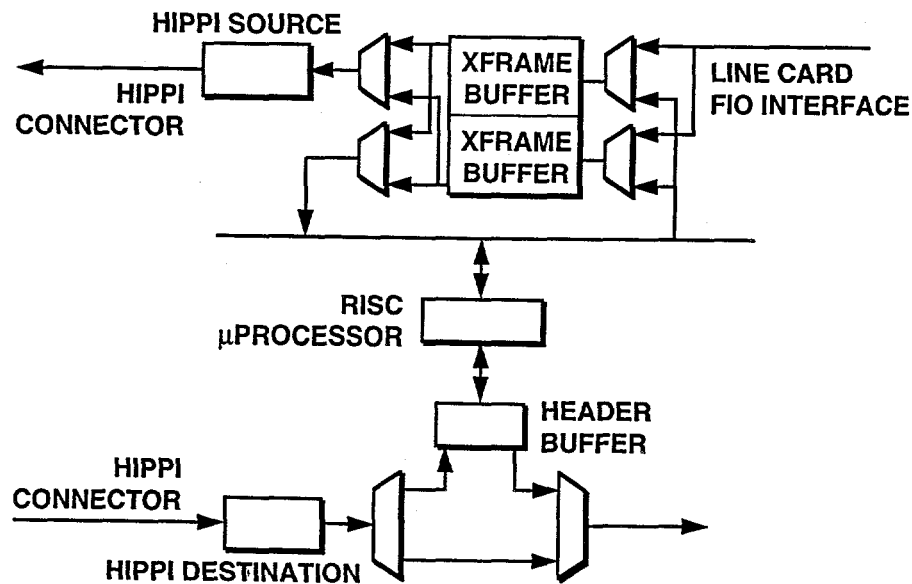 HIPPI SOURCE
HIPPI
CONNECTOR
XFRAME
BUFFER
XFRAME
BUFFER
LINE CARD
FIO INTERFACE
RISC
µPROCESSOR
HEADER
BUFFER
HIPPI
CONNECTOR
HIPPI DESTINATION